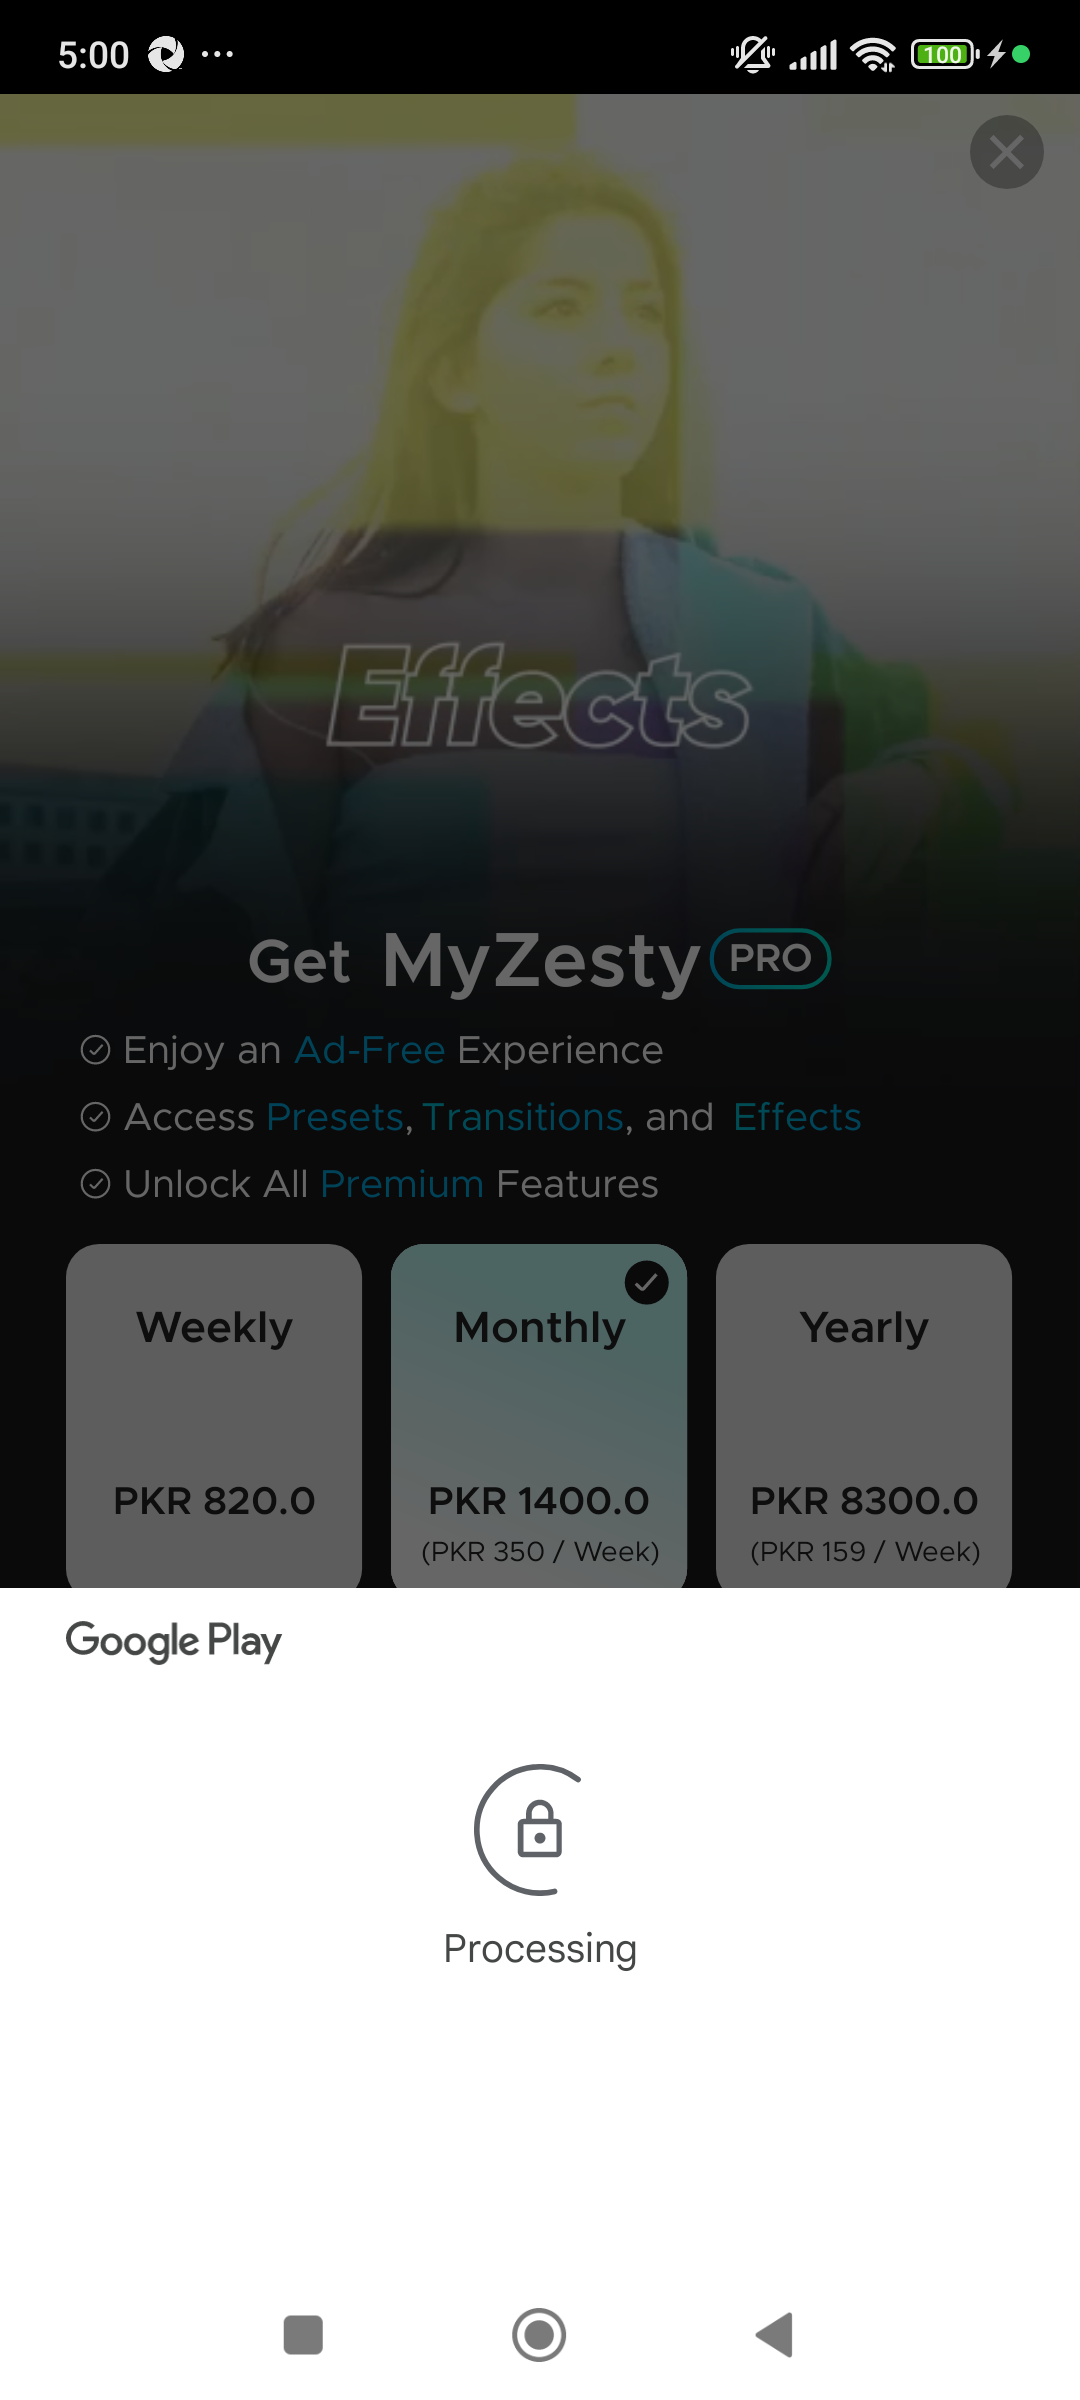 5:00
100
Effects
Get MyZesty PRO
Enjoy an Ad-Free Experience
Access Presets, Transitions, and Effects
Unlock All Premium Features
Weekly
Monthly
Yearly
PKR 820.0
PKR 1400.0
PKR 8300.0
(PKR 350 / Week)
(PKR 159 / Week)
Google Play
Processing